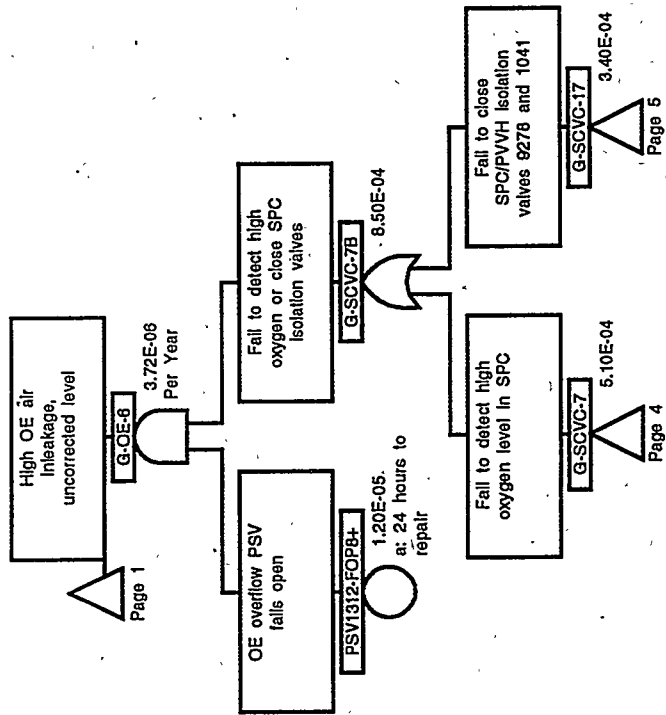 High OE air
inleakage,
uncorrected level
G-OE-6
3.72E-06
Per Year
Page 1
OE overflow PSV
fails open
PSV1312-FOP8+
1.20E-05
a: 24 hours to
repair
Fail to detect high
oxygen or close SPC
Isolation valves
G-SCVC-7B
8.50E-04
Fail to detect high
oxygen level in SPC
G-SCVC-7
5.10E-04
Page 4
Fail to close
SPC/PVVH Isolation
valves 9278 and 1041
G-SCVC-17
3.40E-04
Page 5